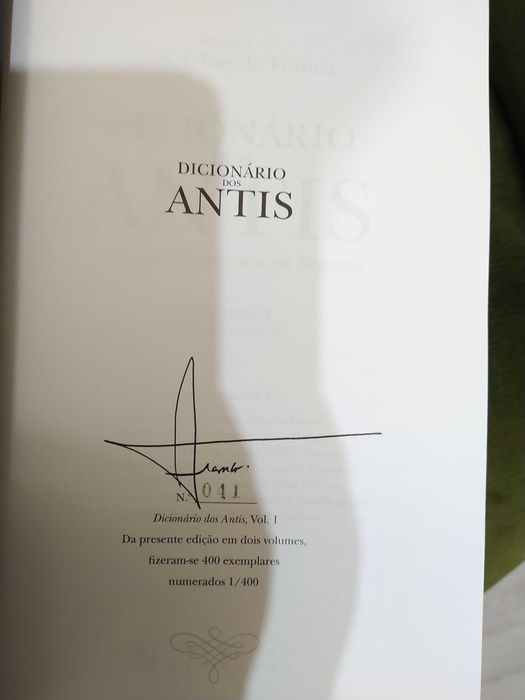 DICIONÁRIO
DOS
ANTIS
Franco.
N.º 041
Dicionário dos Antis, Vol. 1
Da presente edição em dois volumes,
fizeram-se 400 exemplares
numerados 1/400